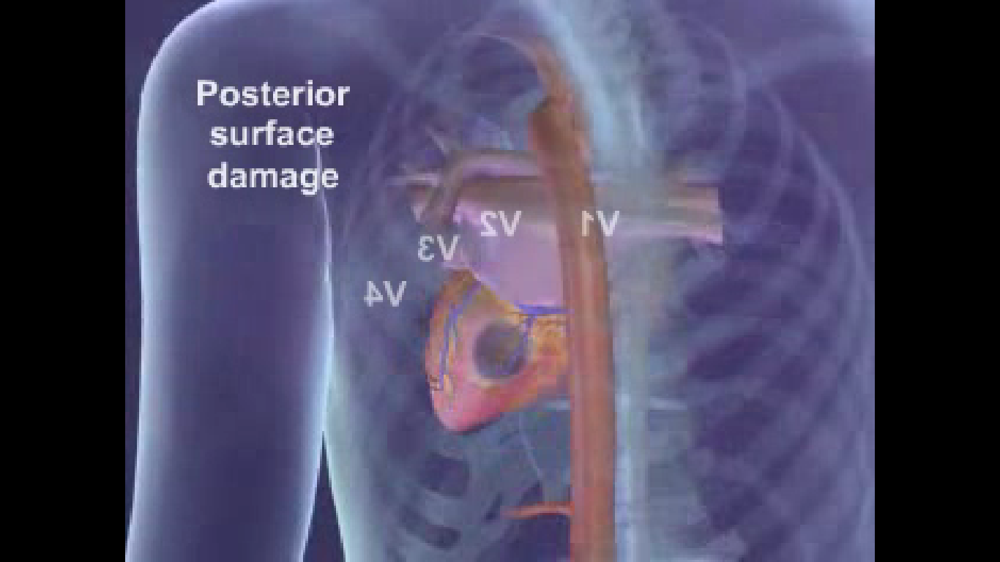 Posterior
surface
damage
V2
V1
V3
V4